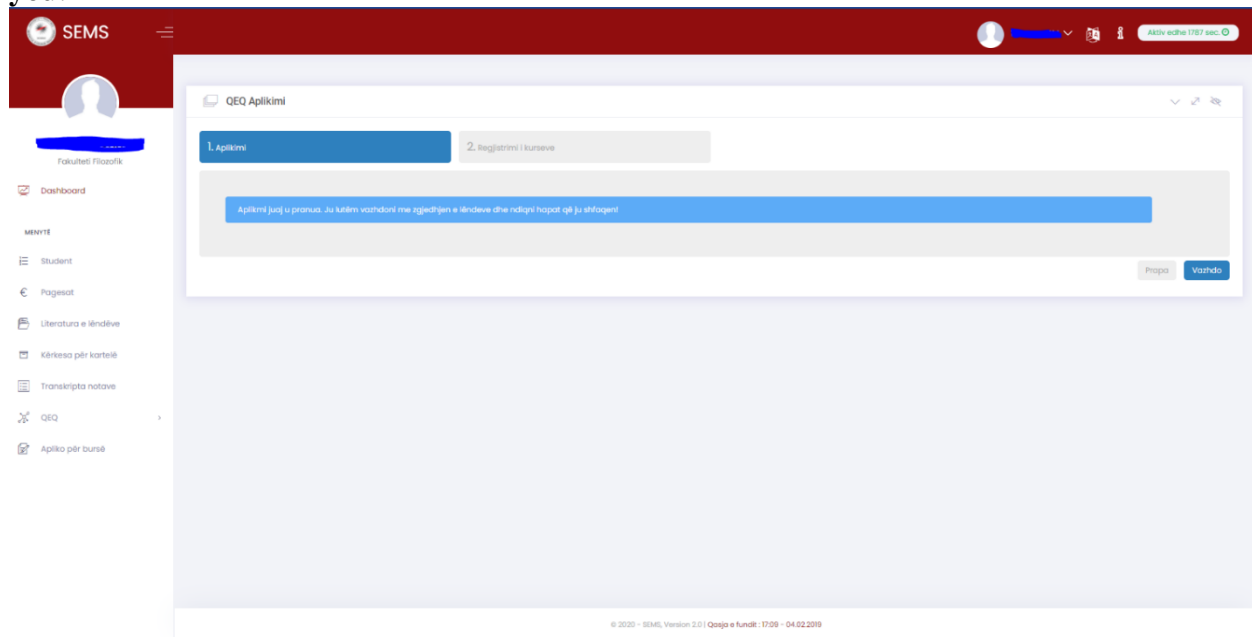 SEMS
Aktiv edhe 1787 sec.
Fakulteti Filozofik
Dashboard
MENYTË
Student
€ Pagesat
Literatura e lëndëve
Kërkesa për kartelë
Transkripta notave
QEQ
Apliko për bursë
QEQ Aplikimi
1. Aplikimi
2. Regjistrimi i kurseve
Aplikmi juaj u pranua. Ju lutëm vazhdoni me zgjedhjen e lëndeve dhe ndiqni hapat që ju shfaqen!
Prapa
Vazhdo
© 2020 - SEMS, Version 2.0 | Qasja e fundit : 17:09 - 04.02.2019